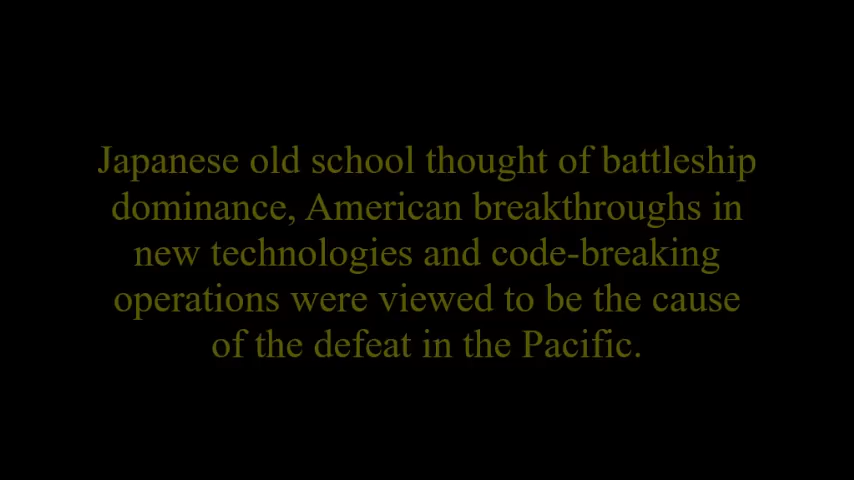 Japanese old school thought of battleship
dominance, American breakthroughs in
new technologies and code-breaking
operations were viewed to be the cause
of the defeat in the Pacific.